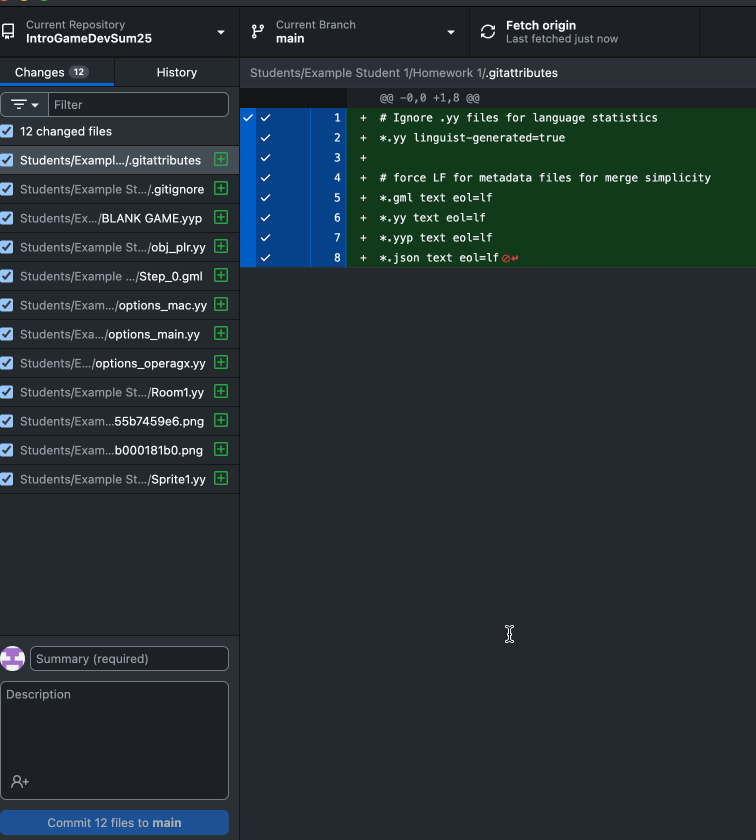 Current Repository
IntroGameDevSum25
Current Branch
main
Fetch origin
Last fetched just now
Changes 12
History
Students/Example Student 1/Homework 1/.gitattributes
Filter
12 changed files
Students/Exampl.../.gitattributes
Students/Example St.../.gitignore
Students/Ex.../BLANK GAME.yyp
Students/Example St.../obj_plr.yy
Students/Example .../Step_0.gml
Students/Exam.../options_mac.yy
Students/Exa.../options_main.yy
Students/E.../options_operagx.yy
Students/Example St.../Room1.yy
Students/Exam...55b7459e6.png
Students/Exam...b000181b0.png
Students/Example St.../Sprite1.yy
@@ -0,0 +1,8 @@
1 + # Ignore .yy files for language statistics
2 + *.yy linguist-generated=true
3 +
4 + # force LF for metadata files for merge simplicity
5 + *.gml text eol=lf
6 + *.yy text eol=lf
7 + *.yyp text eol=lf
8 + *.json text eol=lf
Summary (required)
Description
Commit 12 files to main